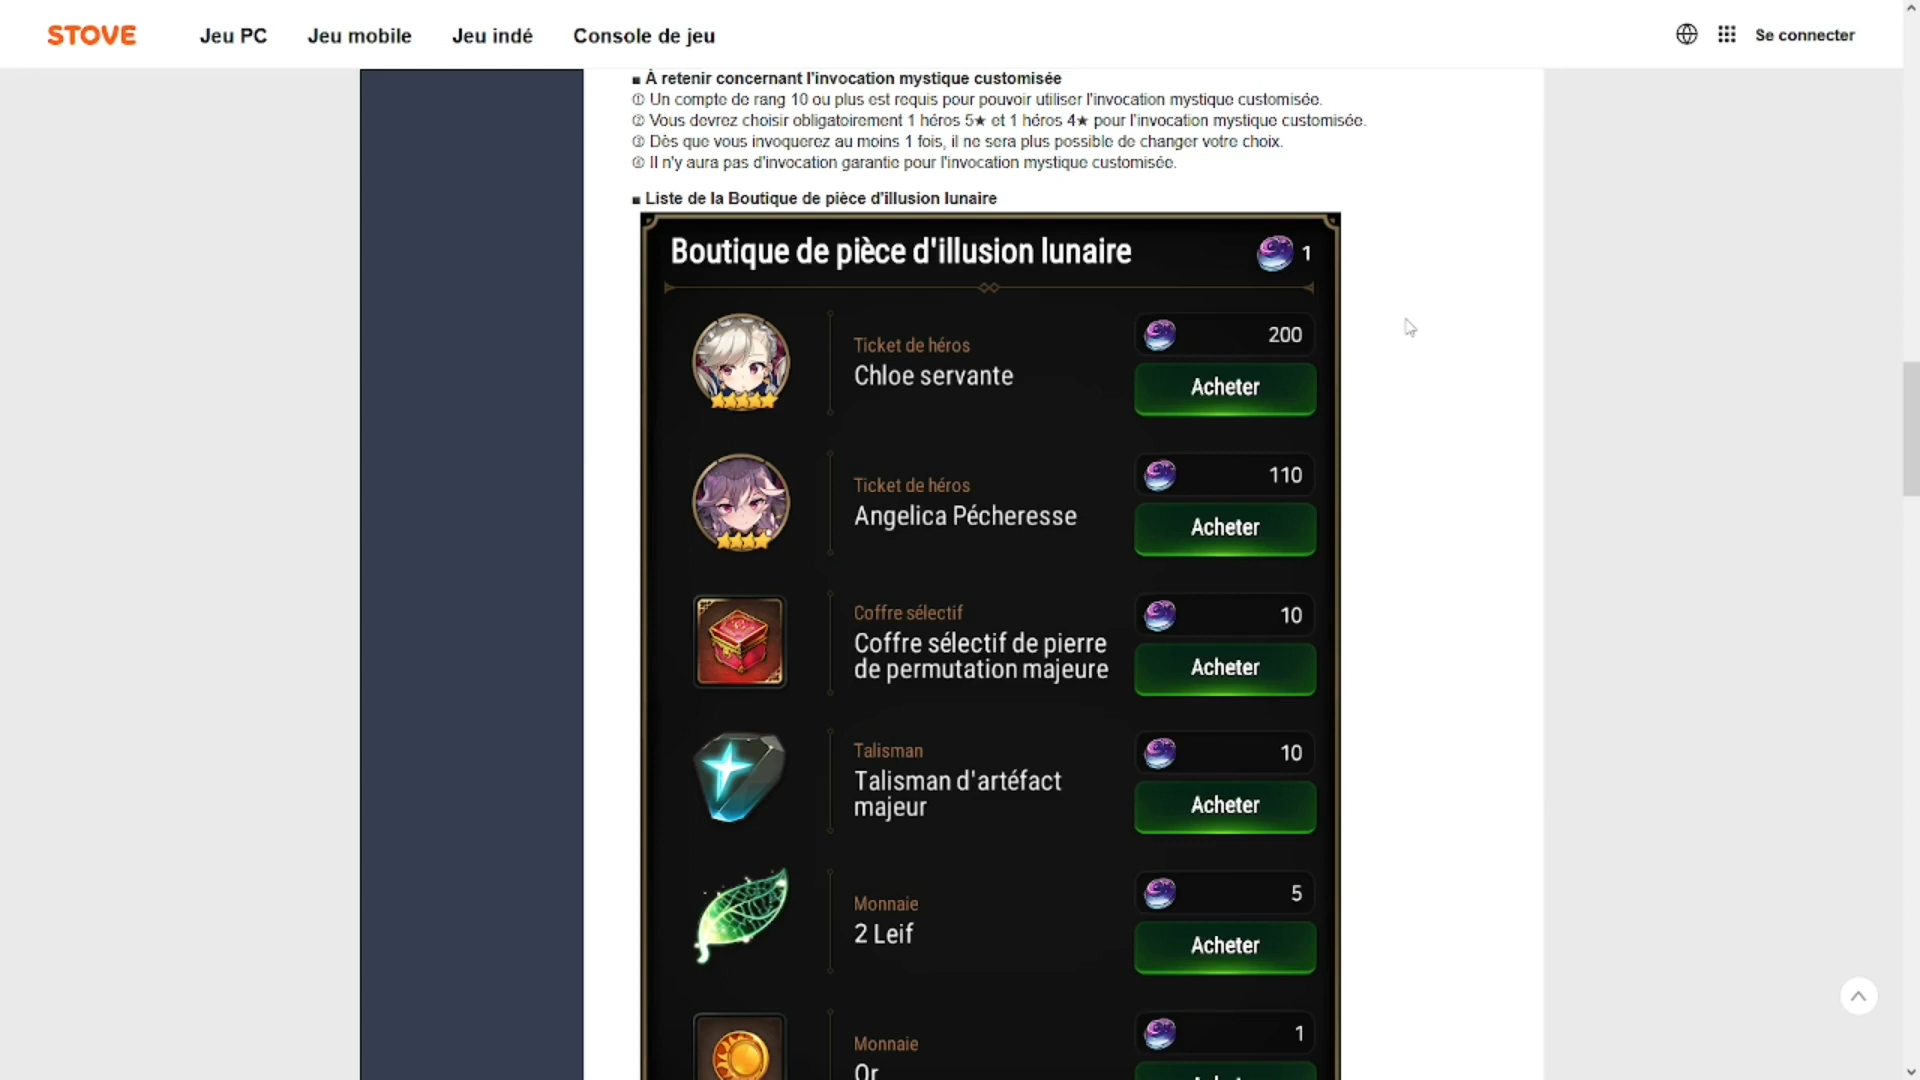 STOVE Jeu PC Jeu mobile Jeu indé Console de jeu Se connecter
■ À retenir concernant l'invocation mystique customisée
① Un compte de rang 10 ou plus est requis pour pouvoir utiliser l'invocation mystique customisée.
② Vous devrez choisir obligatoirement 1 héros 5★ et 1 héros 4★ pour l'invocation mystique customisée.
③ Dès que vous invoquerez au moins 1 fois, il ne sera plus possible de changer votre choix.
④ Il n'y aura pas d'invocation garantie pour l'invocation mystique customisée.
■ Liste de la Boutique de pièce d'illusion lunaire
Boutique de pièce d'illusion lunaire 1
Ticket de héros 200
Chloe servante Acheter
Ticket de héros 110
Angelica Pécheresse Acheter
Coffre sélectif 10
Coffre sélectif de pierre
de permutation majeure Acheter
Talisman 10
Talisman d'artéfact
majeur Acheter
Monnaie 5
2 Leif Acheter
Monnaie 1
Or Acheter